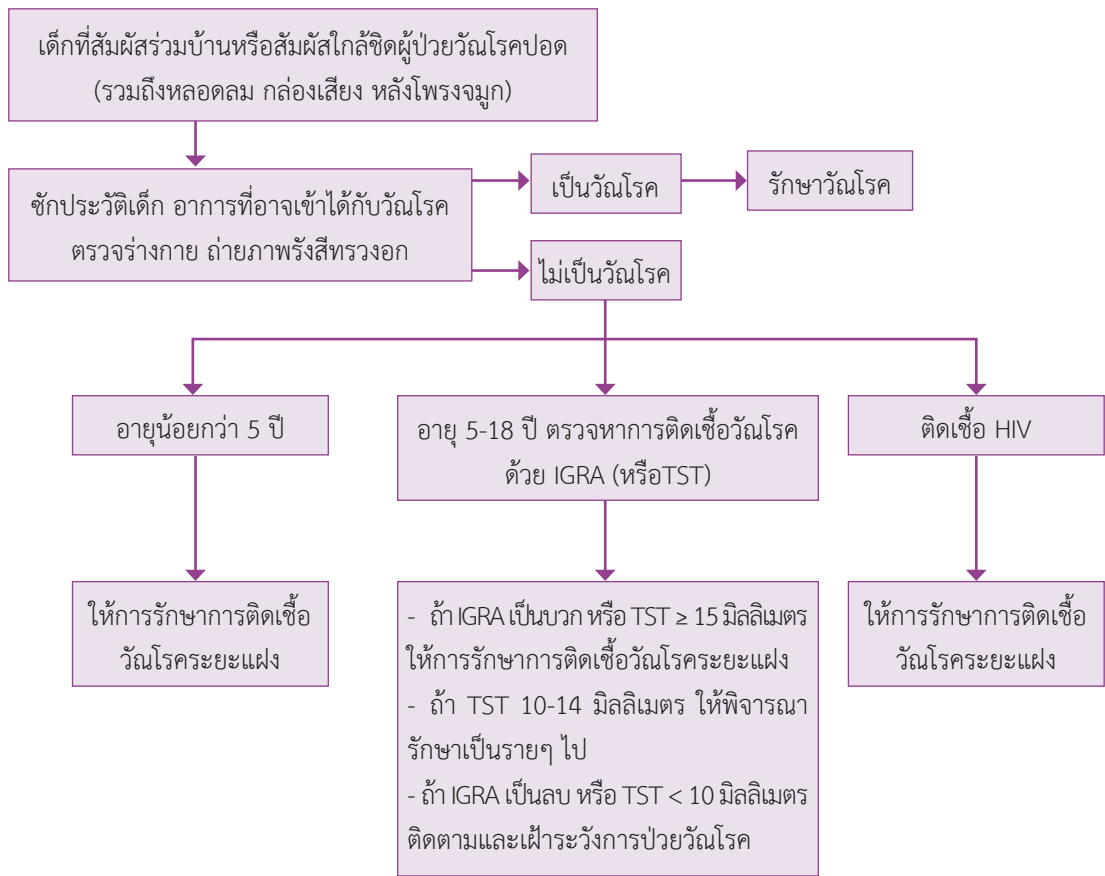 เด็กที่สัมผัสร่วมบ้านหรือสัมผัสใกล้ชิดผู้ป่วยวัณโรคปอด
(รวมถึงหลอดลม กล่องเสียง หลังโพรงจมูก)
ซักประวัติเด็ก อาการที่อาจเข้าได้กับวัณโรค
ตรวจร่างกาย ถ่ายภาพรังสีทรวงอก
เป็นวัณโรค
รักษาวัณโรค
ไม่เป็นวัณโรค
อายุน้อยกว่า 5 ปี
อายุ 5-18 ปี ตรวจหาการติดเชื้อวัณโรค
ด้วย IGRA (หรือTST)
ติดเชื้อ HIV
ให้การรักษาการติดเชื้อ
วัณโรคระยะแฝง
- ถ้า IGRA เป็นบวก หรือ TST ≥ 15 มิลลิเมตร
ให้การรักษาการติดเชื้อวัณโรคระยะแฝง
- ถ้า TST 10-14 มิลลิเมตร ให้พิจารณา
รักษาเป็นรายๆ ไป
- ถ้า IGRA เป็นลบ หรือ TST < 10 มิลลิเมตร
ติดตามและเฝ้าระวังการป่วยวัณโรค
ให้การรักษาการติดเชื้อ
วัณโรคระยะแฝง